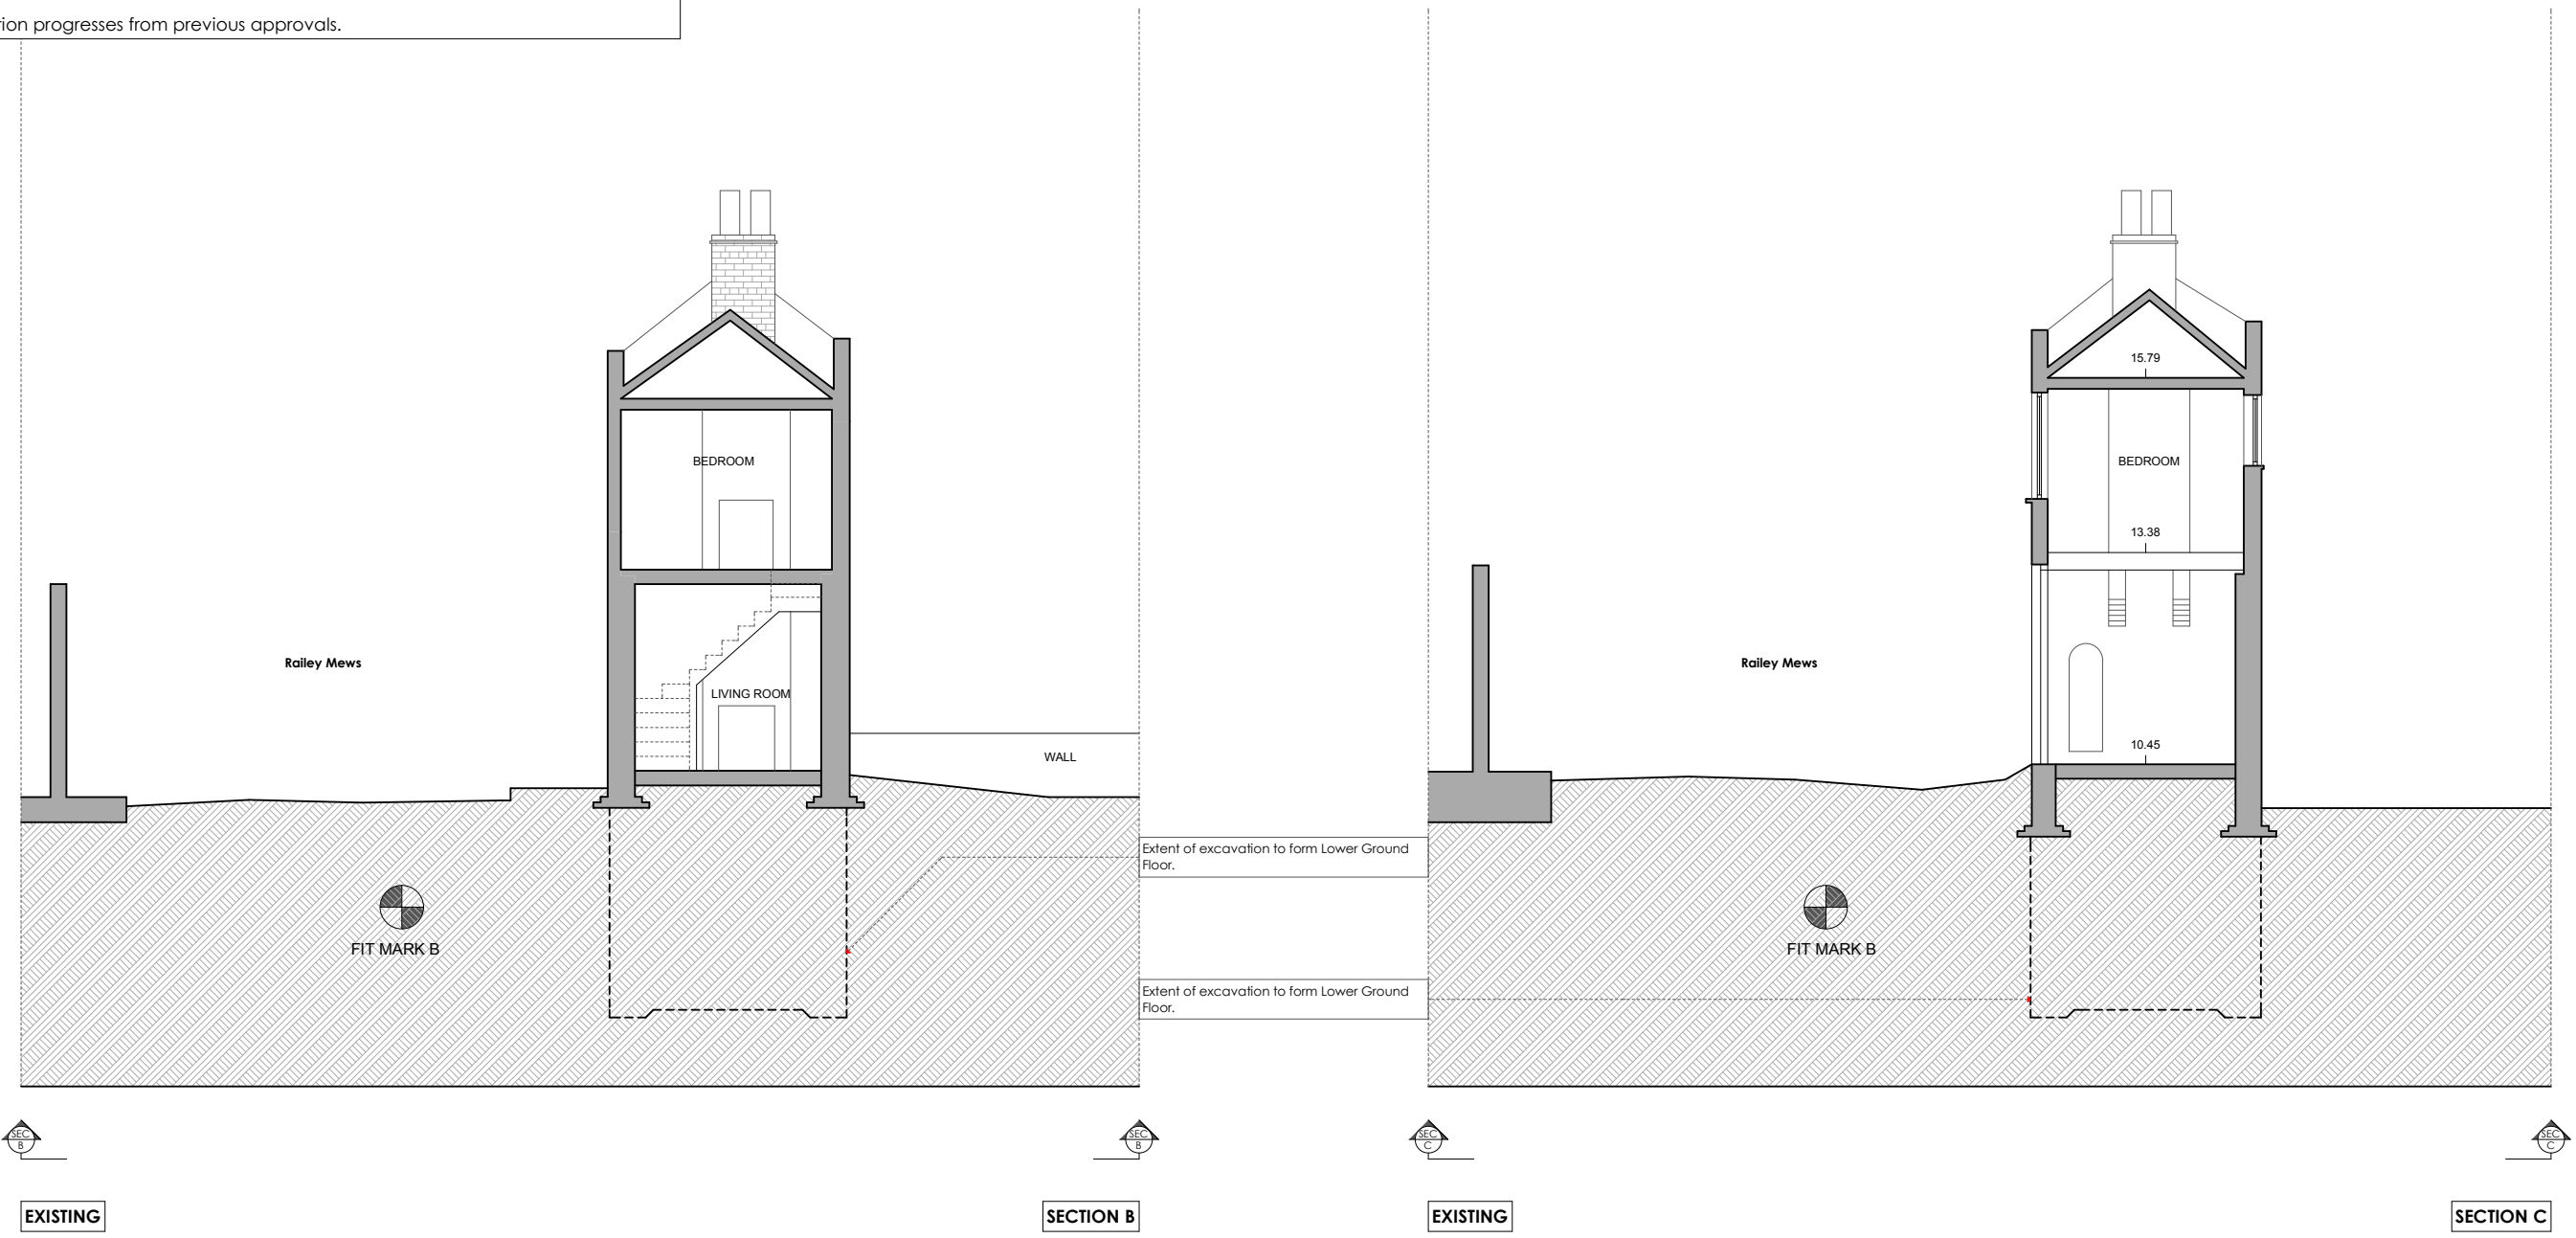 tion progresses from previous approvals.
BEDROOM
Railey Mews
LIVING ROOM
WALL
FIT MARK B
Extent of excavation to form Lower Ground
Floor.
Extent of excavation to form Lower Ground
Floor.
15.79
BEDROOM
13.38
Railey Mews
10.45
FIT MARK B
SEC
B
SEC
B
SEC
C
SEC
C
EXISTING
SECTION B
EXISTING
SECTION C